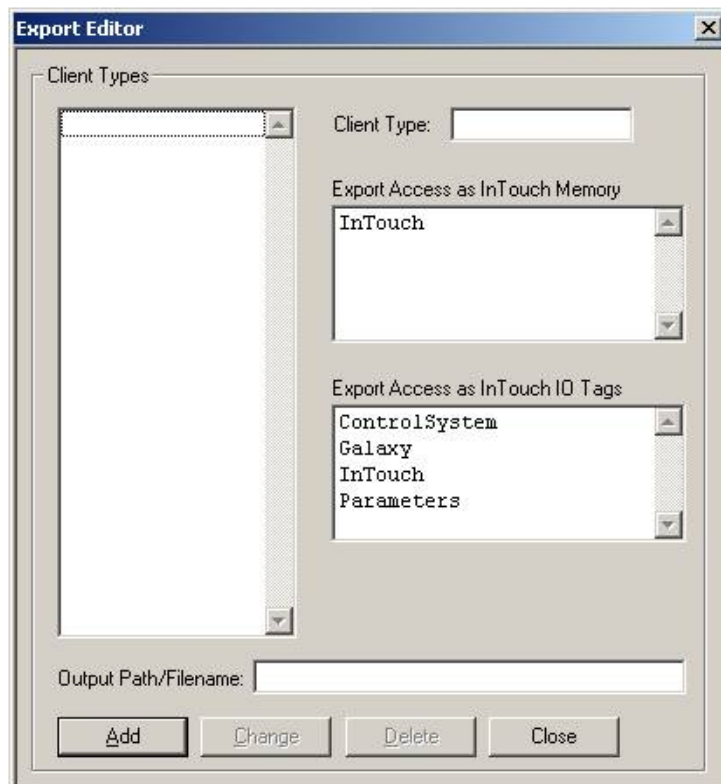 Export Editor
Client Types
Client Type:
Export Access as InTouch Memory
InTouch
Export Access as InTouch IO Tags
ControlSystem
Galaxy
InTouch
Parameters
Output Path/Filename:
Add Change Delete Close